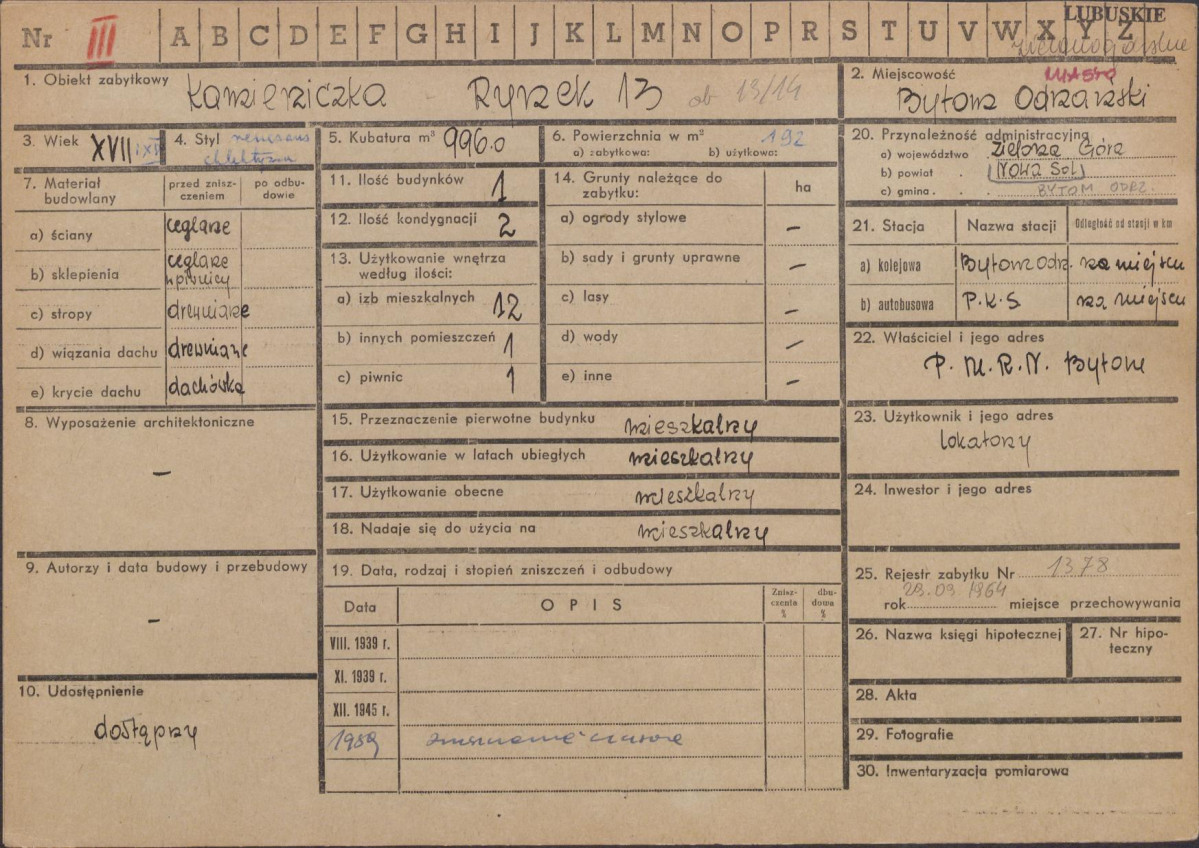 Nr III A B C D E F G H I J K L M N O P R S T U V W X Y Z LUBUSKIE
zielonogórskie
1. Obiekt zabytkowy Kamieniczka - Rynek 13 ob 13/14
2. Miejscowość MIASTO
Bytom Odrzański
3. Wiek XVII
4. Styl renesans
eklektyzm
5. Kubatura m³ 996.0
6. Powierzchnia w m² 192
a) zabytkowa: b) użytkowa:
20. Przynależność administracyjna
a) województwo Zielona Góra
b) powiat Nowa Sól
c) gmina BYTOM ODRZ.
7. Materiał budowlany
przed zniszczeniem
po odbudowie
a) ściany ceglane
b) sklepienia ceglane
w piwnicy
c) stropy drewniane
d) wiązania dachu drewniane
e) krycie dachu dachówka
11. Ilość budynków 1
12. Ilość kondygnacji 2
13. Użytkowanie wnętrza
według ilości:
a) izb mieszkalnych 12
b) innych pomieszczeń 1
c) piwnic 1
14. Grunty należące do
zabytku: ha
a) ogrody stylowe –
b) sady i grunty uprawne –
c) lasy –
d) wody –
e) inne –
21. Stacja Nazwa stacji Odległość od stacji w km
a) kolejowa Bytom Odrz. na miejscu
b) autobusowa P.K.S na miejscu
22. Właściciel i jego adres
P.M.R.N. Bytom
8. Wyposażenie architektoniczne
–
15. Przeznaczenie pierwotne budynku mieszkalny
16. Użytkowanie w latach ubiegłych mieszkalny
17. Użytkowanie obecne mieszkalny
18. Nadaje się do użycia na mieszkalny
23. Użytkownik i jego adres
lokatorzy
24. Inwestor i jego adres
9. Autorzy i data budowy i przebudowy
–
10. Udostępnienie
dostępny
19. Data, rodzaj i stopień zniszczeń i odbudowy
Data OPIS Zniszczenia % dbudowa %
VIII. 1939 r.
XI. 1939 r.
XII. 1945 r.
1989
25. Rejestr zabytku Nr 1378
28.09 1964
rok miejsce przechowywania
26. Nazwa księgi hipotecznej
27. Nr hipoteczny
28. Akta
29. Fotografie
30. Inwentaryzacja pomiarowa